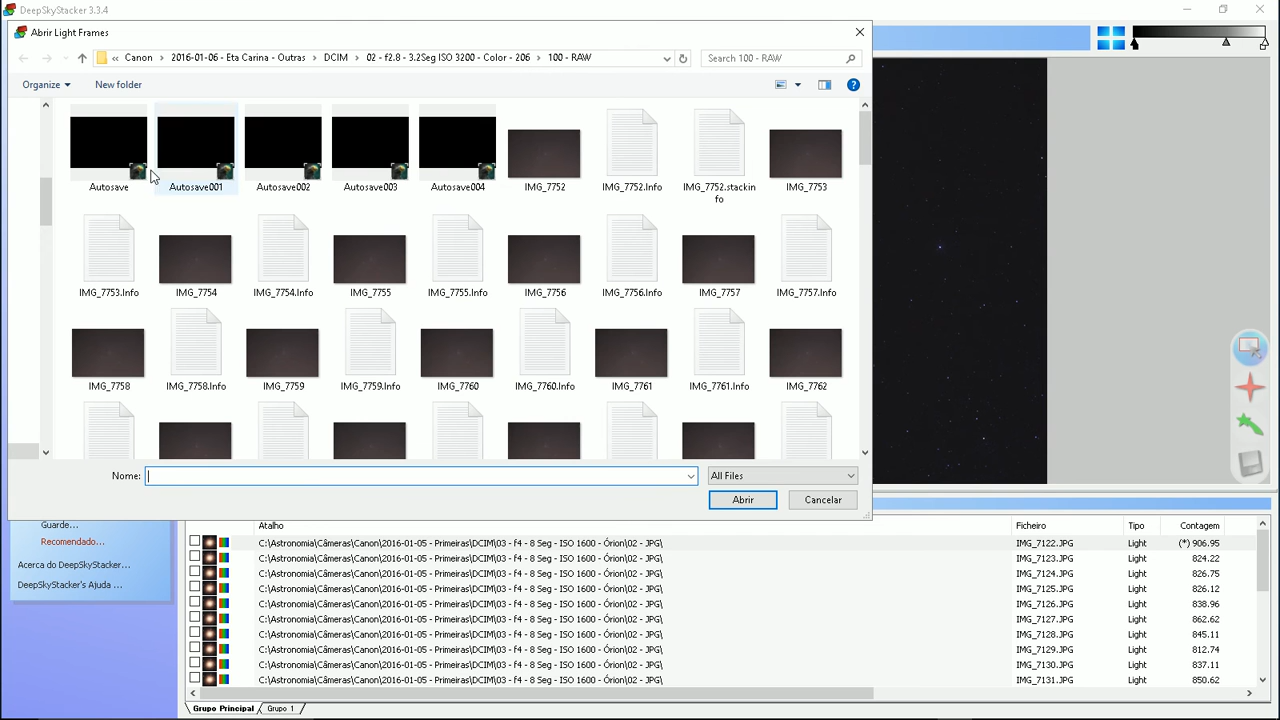 DeepSkyStacker 3.3.4
Abrir Light Frames
« Canon › 2016-01-06 - Eta Carina - Outras › DCIM › 02 - f2.8 - 3.2Seg ISO 3200 - Color - 206 › 100 - RAW
Search 100 - RAW
Organize
New folder
Autosave
Autosave001
Autosave002
Autosave003
Autosave004
IMG_7752
IMG_7752.Info
IMG_7752.stackin
fo
IMG_7753
IMG_7753.Info
IMG_7754
IMG_7754.Info
IMG_7755
IMG_7755.Info
IMG_7756
IMG_7756.Info
IMG_7757
IMG_7757.Info
IMG_7758
IMG_7758.Info
IMG_7759
IMG_7759.Info
IMG_7760
IMG_7760.Info
IMG_7761
IMG_7761.Info
IMG_7762
Nome:
All Files
Abrir
Cancelar
Guarde...
Recomendado...
Acerca do DeepSkyStacker...
DeepSkyStacker's Ajuda ...
Atalho Ficheiro Tipo Contagem
C:\Astronomia\Câmeras\Canon\2016-01-05 - Primeiras\DCIM\03 - f4 - 8 Seg - ISO 1600 - Órion\02 - JPG\ IMG_7122.JPG Light (*) 906.95
C:\Astronomia\Câmeras\Canon\2016-01-05 - Primeiras\DCIM\03 - f4 - 8 Seg - ISO 1600 - Órion\02 - JPG\ IMG_7123.JPG Light 824.22
C:\Astronomia\Câmeras\Canon\2016-01-05 - Primeiras\DCIM\03 - f4 - 8 Seg - ISO 1600 - Órion\02 - JPG\ IMG_7124.JPG Light 826.75
C:\Astronomia\Câmeras\Canon\2016-01-05 - Primeiras\DCIM\03 - f4 - 8 Seg - ISO 1600 - Órion\02 - JPG\ IMG_7125.JPG Light 826.12
C:\Astronomia\Câmeras\Canon\2016-01-05 - Primeiras\DCIM\03 - f4 - 8 Seg - ISO 1600 - Órion\02 - JPG\ IMG_7126.JPG Light 838.96
C:\Astronomia\Câmeras\Canon\2016-01-05 - Primeiras\DCIM\03 - f4 - 8 Seg - ISO 1600 - Órion\02 - JPG\ IMG_7127.JPG Light 862.62
C:\Astronomia\Câmeras\Canon\2016-01-05 - Primeiras\DCIM\03 - f4 - 8 Seg - ISO 1600 - Órion\02 - JPG\ IMG_7128.JPG Light 845.11
C:\Astronomia\Câmeras\Canon\2016-01-05 - Primeiras\DCIM\03 - f4 - 8 Seg - ISO 1600 - Órion\02 - JPG\ IMG_7129.JPG Light 812.74
C:\Astronomia\Câmeras\Canon\2016-01-05 - Primeiras\DCIM\03 - f4 - 8 Seg - ISO 1600 - Órion\02 - JPG\ IMG_7130.JPG Light 837.11
C:\Astronomia\Câmeras\Canon\2016-01-05 - Primeiras\DCIM\03 - f4 - 8 Seg - ISO 1600 - Órion\02 - JPG\ IMG_7131.JPG Light 850.62
Grupo Principal Grupo 1